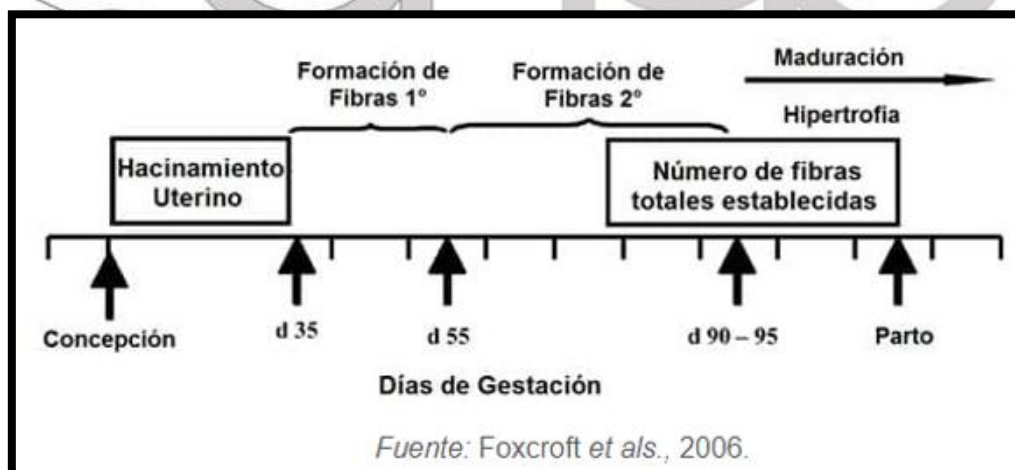 Formación de
Fibras 1º
Formación de
Fibras 2º
Maduración
Hipertrofia
Hacinamiento
Uterino
Número de fibras
totales establecidas
Concepción
d 35
d 55
d 90 – 95
Parto
Días de Gestación
Fuente: Foxcroft et als., 2006.